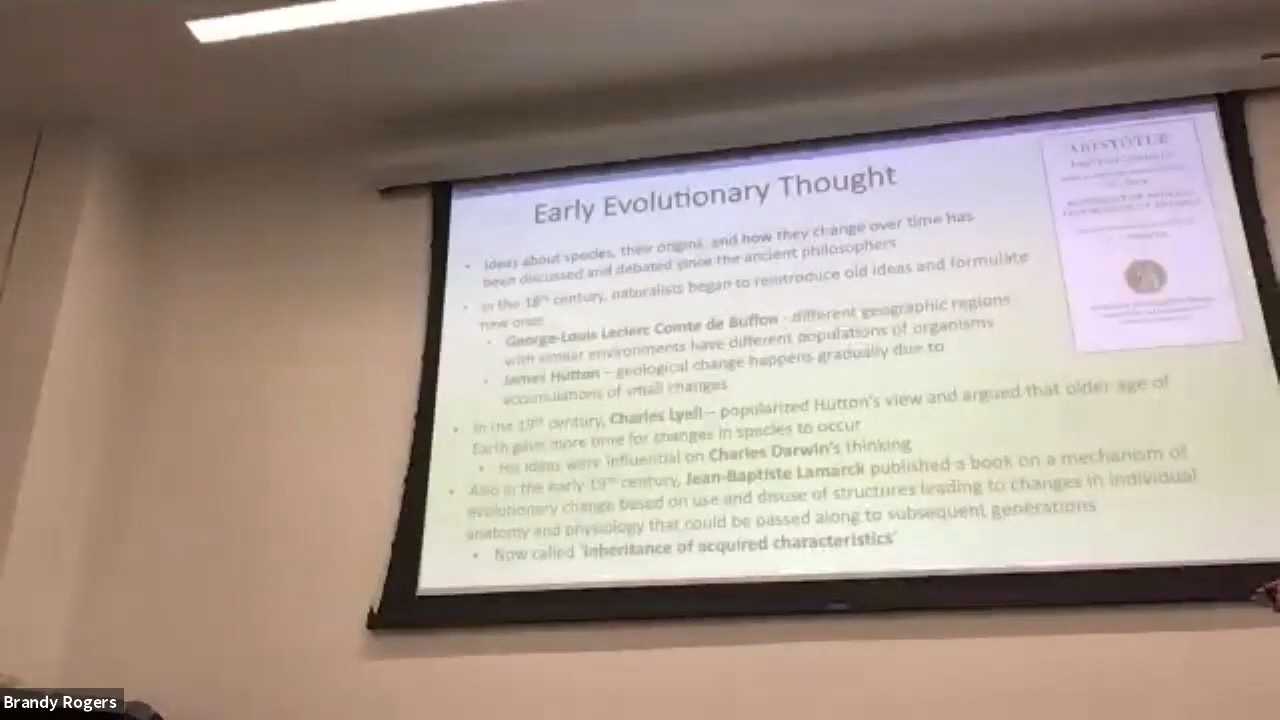 Early Evolutionary Thought
• Ideas about species, their origins, and how they change over time has
been discussed and debated since the ancient philosophers
• In the 18th century, naturalists began to reintroduce old ideas and formulate
new ones
• George-Louis Leclerc Comte de Buffon - different geographic regions
with similar environments have different populations of organisms
• James Hutton – geological change happens gradually due to
accumulations of small changes
• In the 19th century, Charles Lyell – popularized Hutton's view and argued that older age of
Earth gave more time for changes in species to occur
• His ideas were influential on Charles Darwin's thinking
• Also in the early 19th century, Jean-Baptiste Lamarck published a book on a mechanism of
evolutionary change based on use and disuse of structures leading to changes in individual
anatomy and physiology that could be passed along to subsequent generations
• Now called 'inheritance of acquired characteristics'
ARISTOTLE
Brandy Rogers